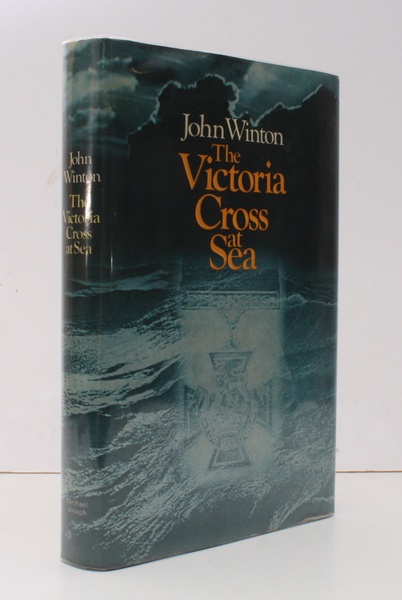 John Winton
The
Victoria
Cross
at
Sea
John
Winton
The
Victoria
Cross
at Sea